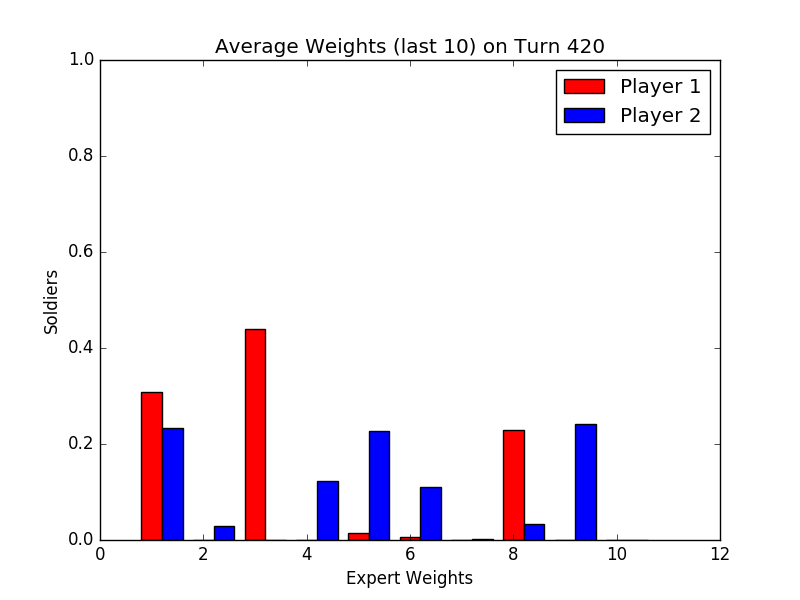 Average Weights (last 10) on Turn 420
1.0
0.8
0.6
0.4
0.2
0.0
Soldiers
Player 1
Player 2
0 2 4 6 8 10 12
Expert Weights